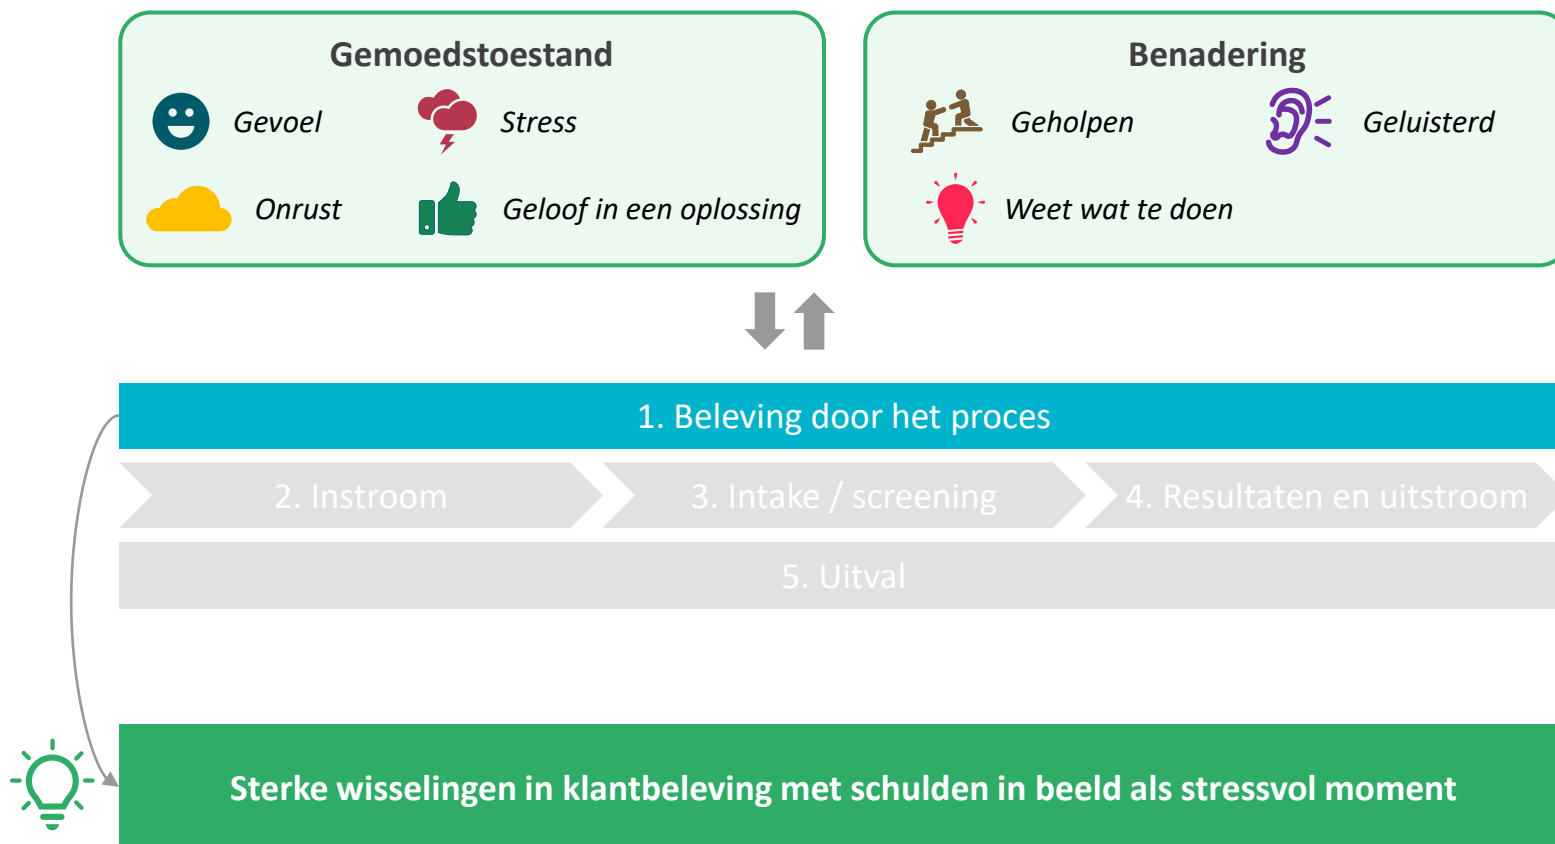 Gemoedstoestand
Gevoel
Stress
Onrust
Geloof in een oplossing
Benadering
Geholpen
Geluisterd
Weet wat te doen
1. Beleving door het proces
2. Instroom
3. Intake / screening
4. Resultaten en uitstroom
5. Uitval
Sterke wisselingen in klantbeleving met schulden in beeld als stressvol moment